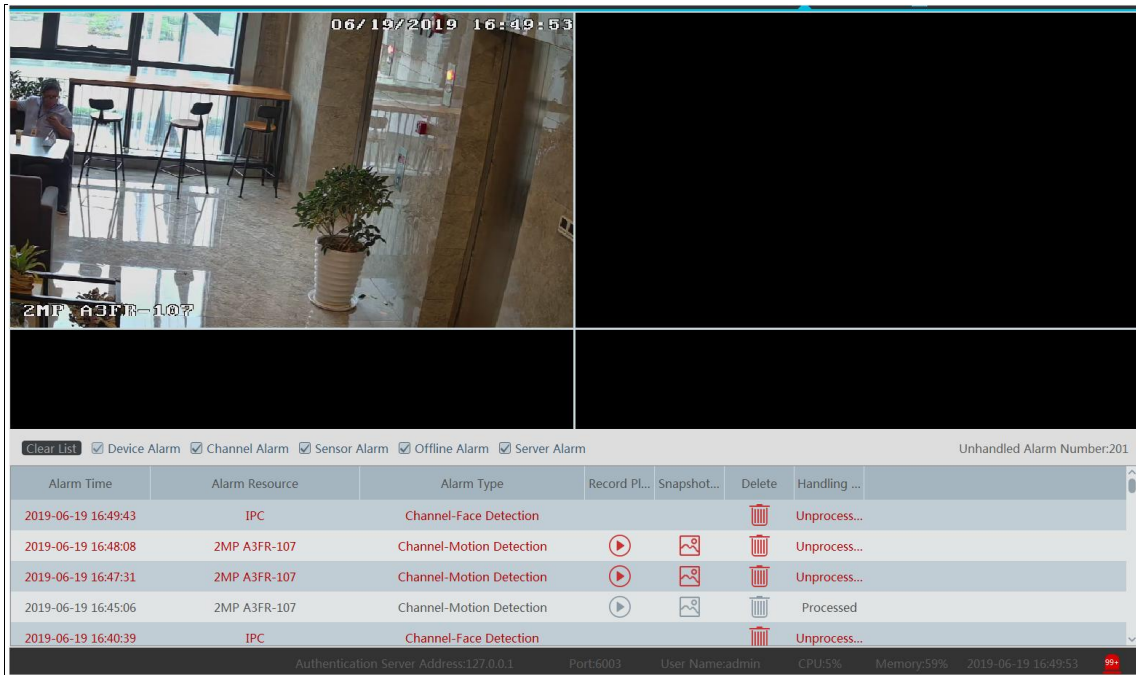 06/19/2019 16:49:53
2MP A3FR-107
Clear List Device Alarm Channel Alarm Sensor Alarm Offline Alarm Server Alarm Unhandled Alarm Number:201
Alarm Time Alarm Resource Alarm Type Record Pl... Snapshot... Delete Handling ...
2019-06-19 16:49:43 IPC Channel-Face Detection Unprocess...
2019-06-19 16:48:08 2MP A3FR-107 Channel-Motion Detection Unprocess...
2019-06-19 16:47:31 2MP A3FR-107 Channel-Motion Detection Unprocess...
2019-06-19 16:45:06 2MP A3FR-107 Channel-Motion Detection Processed
2019-06-19 16:40:39 IPC Channel-Face Detection Unprocess...
Authentication Server Address:127.0.0.1 Port:6003 User Name:admin CPU:5% Memory:59% 2019-06-19 16:49:53 99+